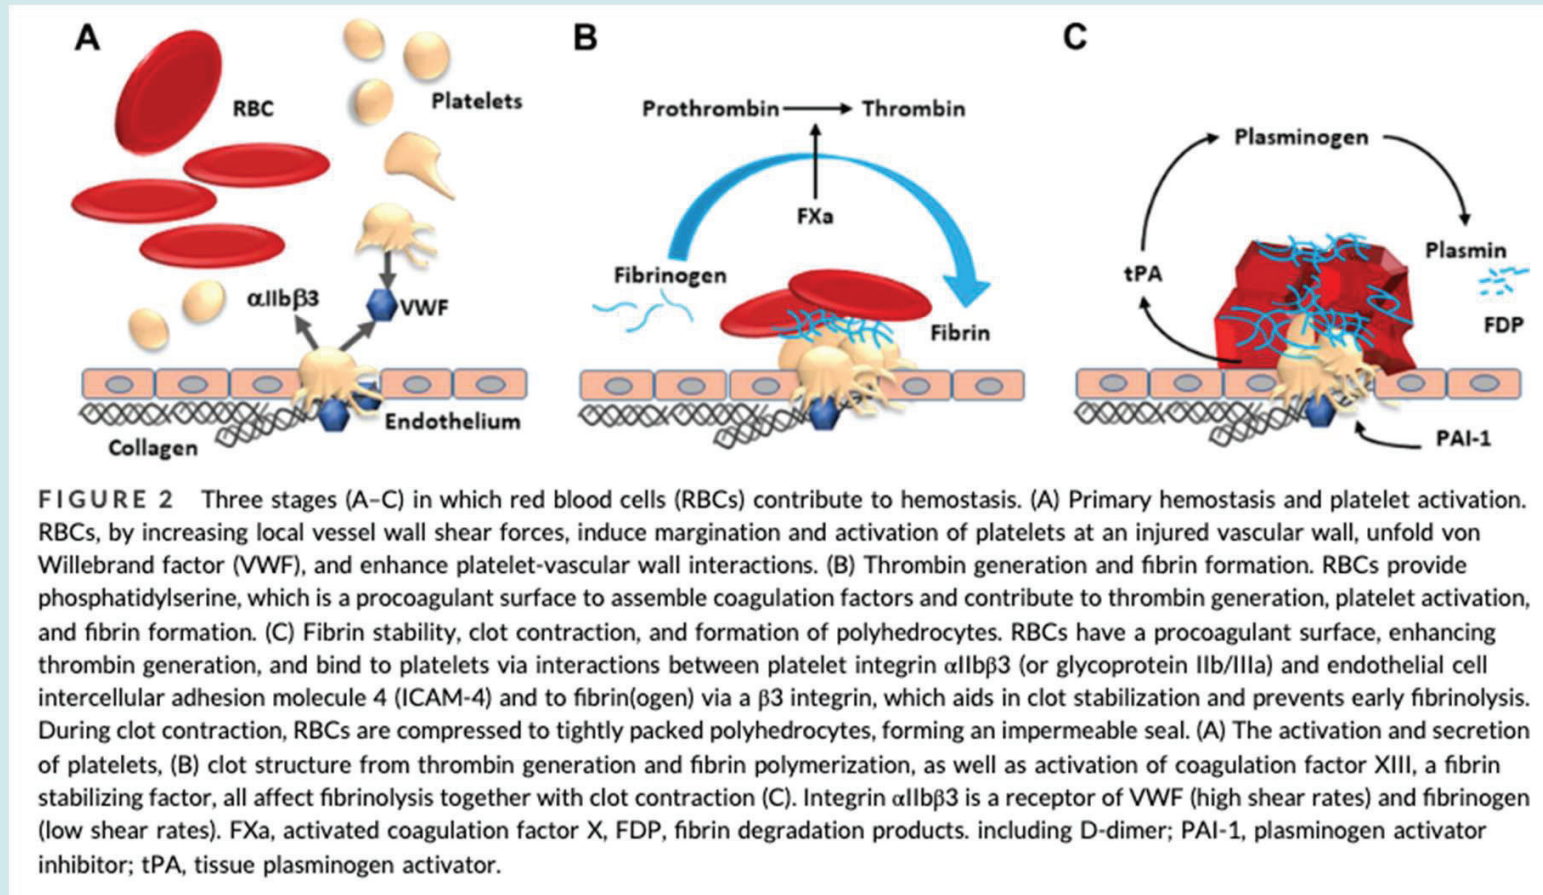 A
RBC
Platelets
αIIbβ3
VWF
Endothelium
Collagen
B
Prothrombin
Thrombin
FXa
Fibrinogen
Fibrin
C
Plasminogen
tPA
Plasmin
FDP
PAI-1
FIGURE 2 Three stages (A–C) in which red blood cells (RBCs) contribute to hemostasis. (A) Primary hemostasis and platelet activation.
RBCs, by increasing local vessel wall shear forces, induce margination and activation of platelets at an injured vascular wall, unfold von
Willebrand factor (VWF), and enhance platelet-vascular wall interactions. (B) Thrombin generation and fibrin formation. RBCs provide
phosphatidylserine, which is a procoagulant surface to assemble coagulation factors and contribute to thrombin generation, platelet activation,
and fibrin formation. (C) Fibrin stability, clot contraction, and formation of polyhedrocytes. RBCs have a procoagulant surface, enhancing
thrombin generation, and bind to platelets via interactions between platelet integrin αIIbβ3 (or glycoprotein IIb/IIIa) and endothelial cell
intercellular adhesion molecule 4 (ICAM-4) and to fibrin(ogen) via a β3 integrin, which aids in clot stabilization and prevents early fibrinolysis.
During clot contraction, RBCs are compressed to tightly packed polyhedrocytes, forming an impermeable seal. (A) The activation and secretion
of platelets, (B) clot structure from thrombin generation and fibrin polymerization, as well as activation of coagulation factor XIII, a fibrin
stabilizing factor, all affect fibrinolysis together with clot contraction (C). Integrin αIIbβ3 is a receptor of VWF (high shear rates) and fibrinogen
(low shear rates). FXa, activated coagulation factor X, FDP, fibrin degradation products. including D-dimer; PAI-1, plasminogen activator
inhibitor; tPA, tissue plasminogen activator.